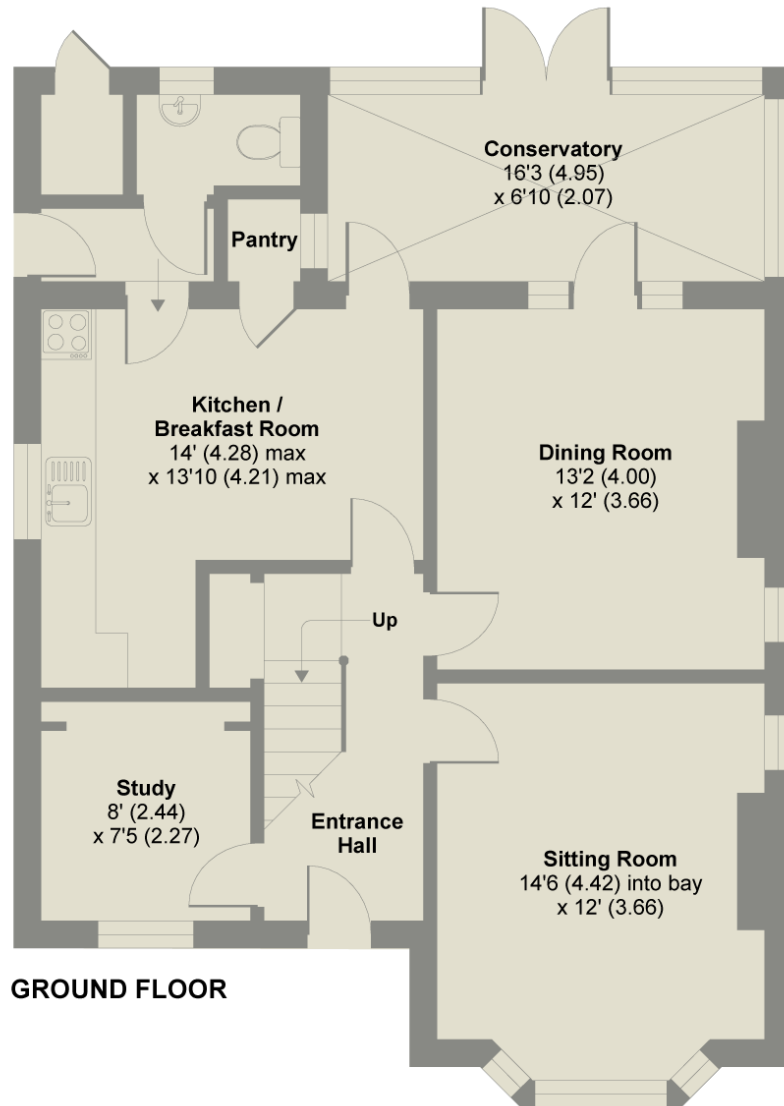 Conservatory
16'3 (4.95)
x 6'10 (2.07)
Pantry
Kitchen /
Breakfast Room
14' (4.28) max
x 13'10 (4.21) max
Dining Room
13'2 (4.00)
x 12' (3.66)
Up
Study
8' (2.44)
x 7'5 (2.27)
Entrance
Hall
Sitting Room
14'6 (4.42) into bay
x 12' (3.66)
GROUND FLOOR